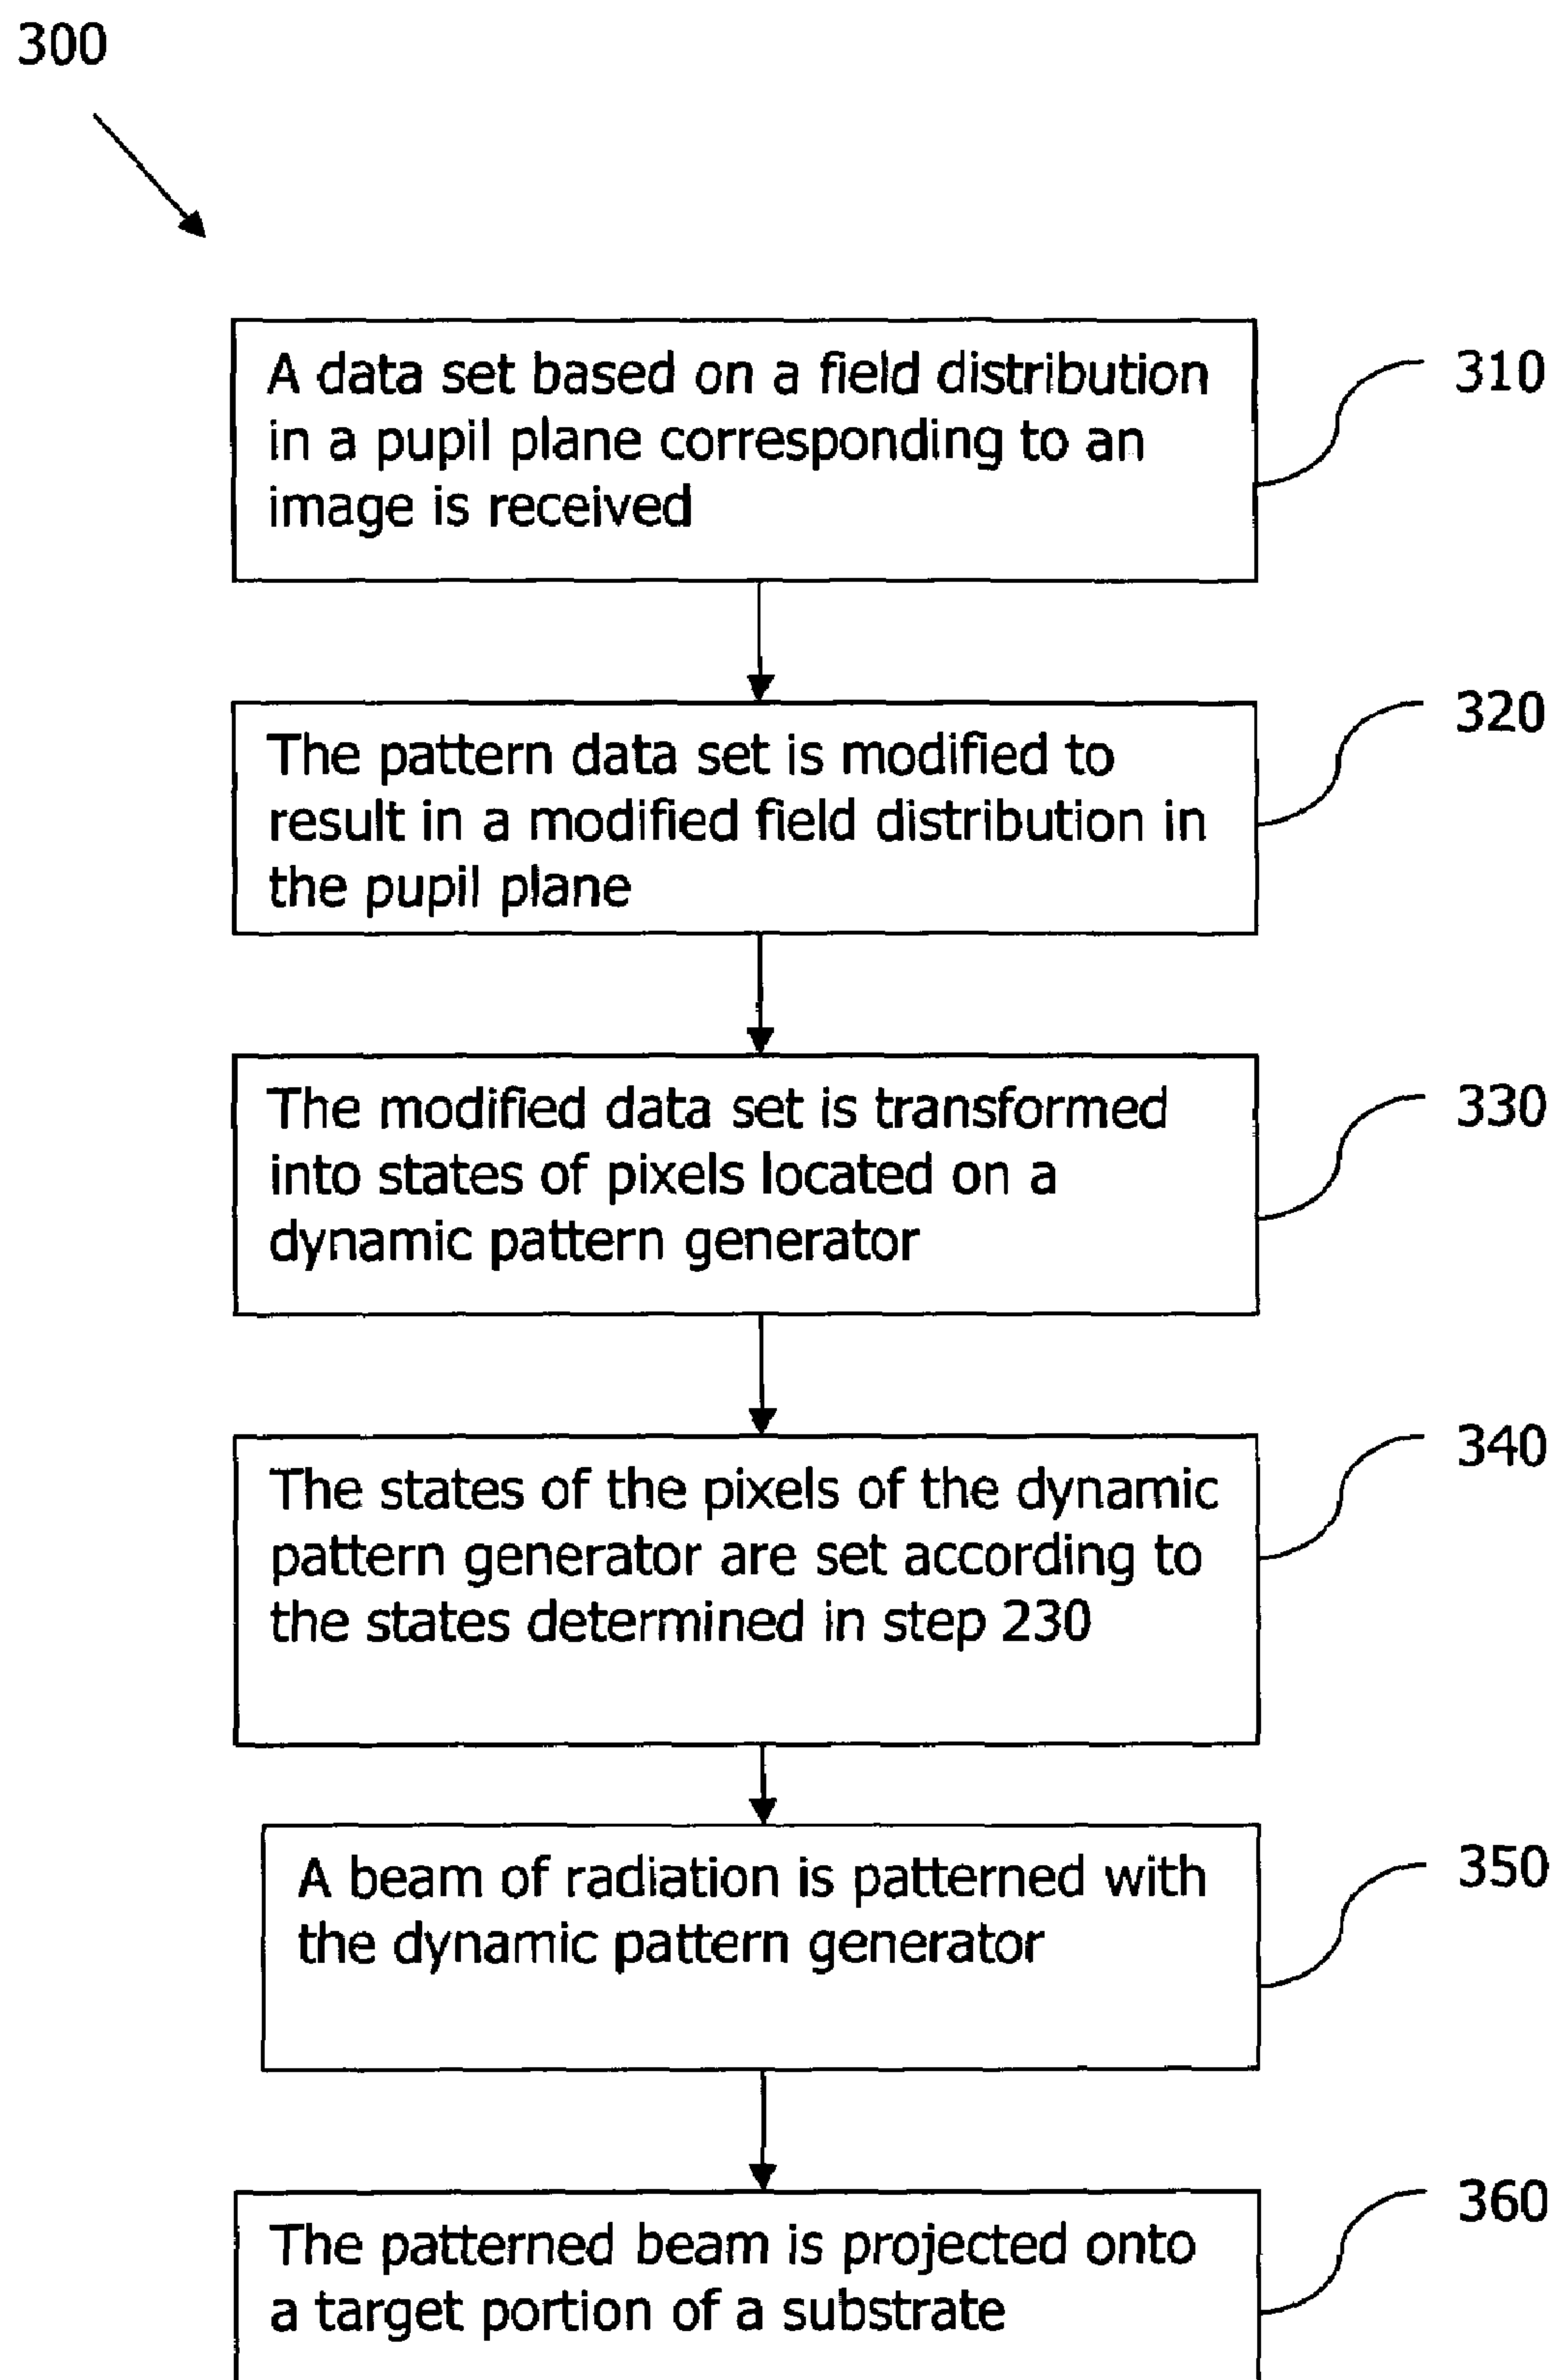 300
A data set based on a field distribution
in a pupil plane corresponding to an
image is received
310
The pattern data set is modified to
result in a modified field distribution in
the pupil plane
320
The modified data set is transformed
into states of pixels located on a
dynamic pattern generator
330
The states of the pixels of the dynamic
pattern generator are set according to
the states determined in step 230
340
A beam of radiation is patterned with
the dynamic pattern generator
350
The patterned beam is projected onto
a target portion of a substrate
360